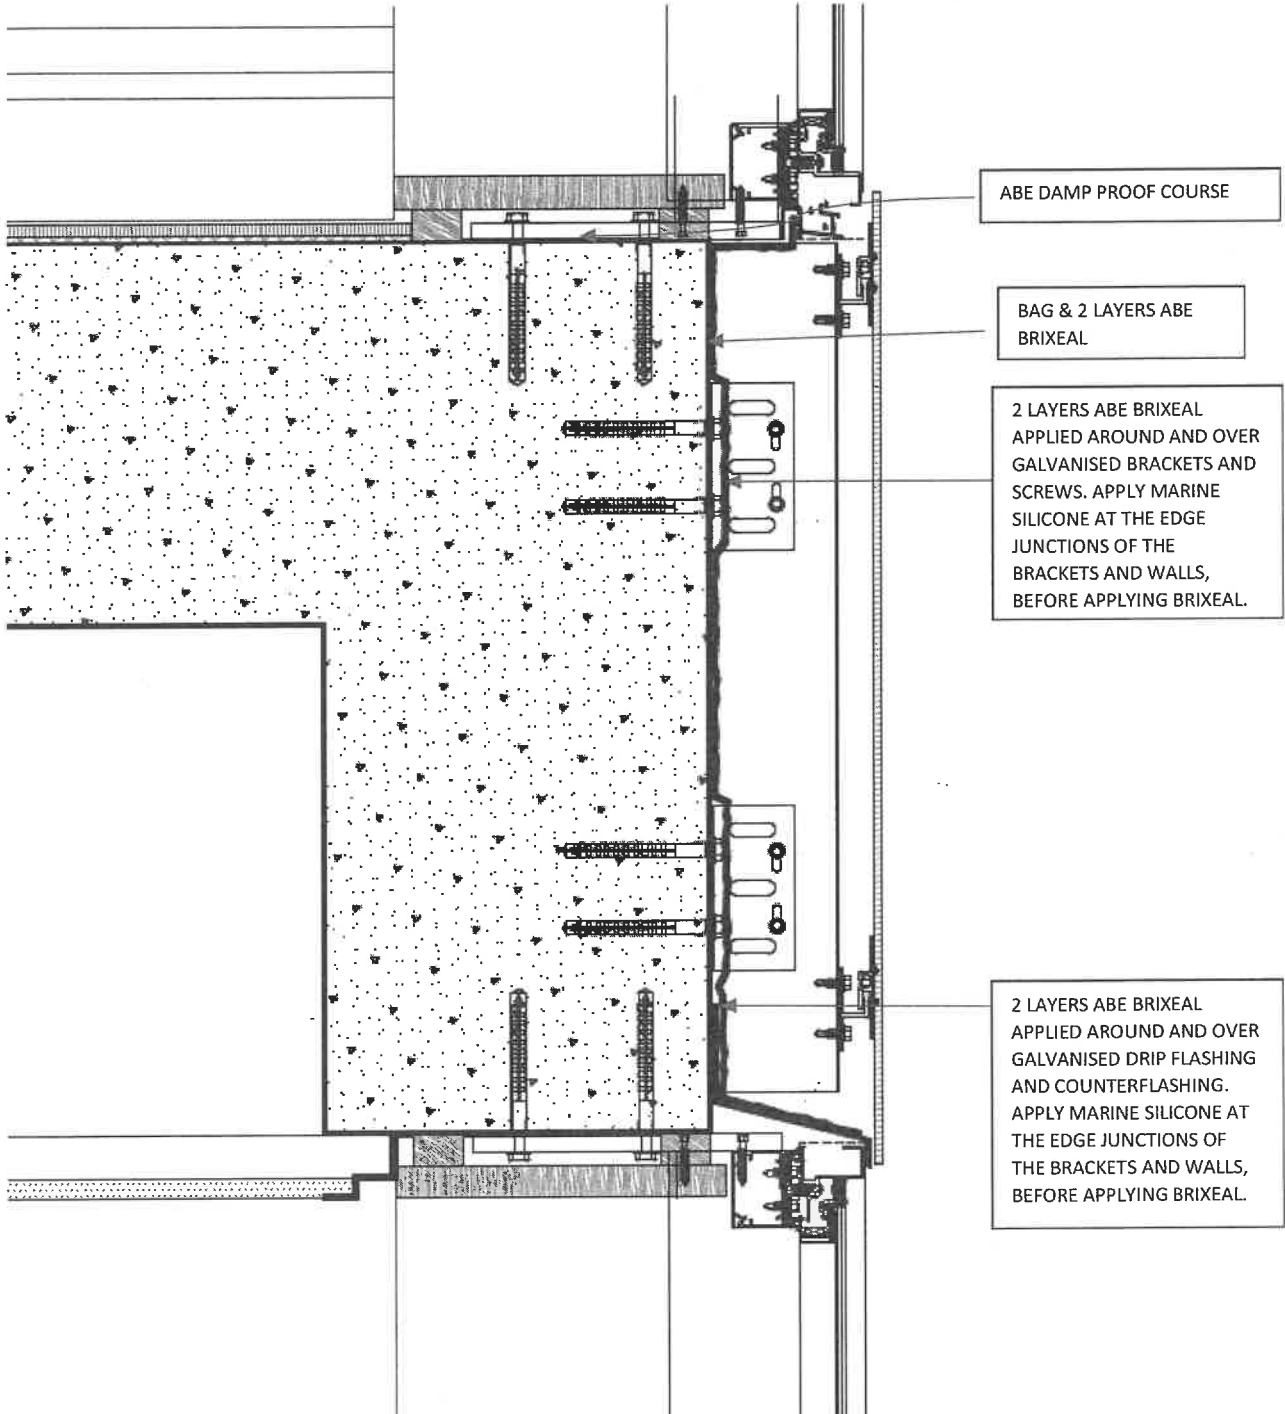 ABE DAMP PROOF COURSE
BAG & 2 LAYERS ABE
BRIXEAL
2 LAYERS ABE BRIXEAL
APPLIED AROUND AND OVER
GALVANISED BRACKETS AND
SCREWS. APPLY MARINE
SILICONE AT THE EDGE
JUNCTIONS OF THE
BRACKETS AND WALLS,
BEFORE APPLYING BRIXEAL.
2 LAYERS ABE BRIXEAL
APPLIED AROUND AND OVER
GALVANISED DRIP FLASHING
AND COUNTERFLASHING.
APPLY MARINE SILICONE AT
THE EDGE JUNCTIONS OF
THE BRACKETS AND WALLS,
BEFORE APPLYING BRIXEAL.